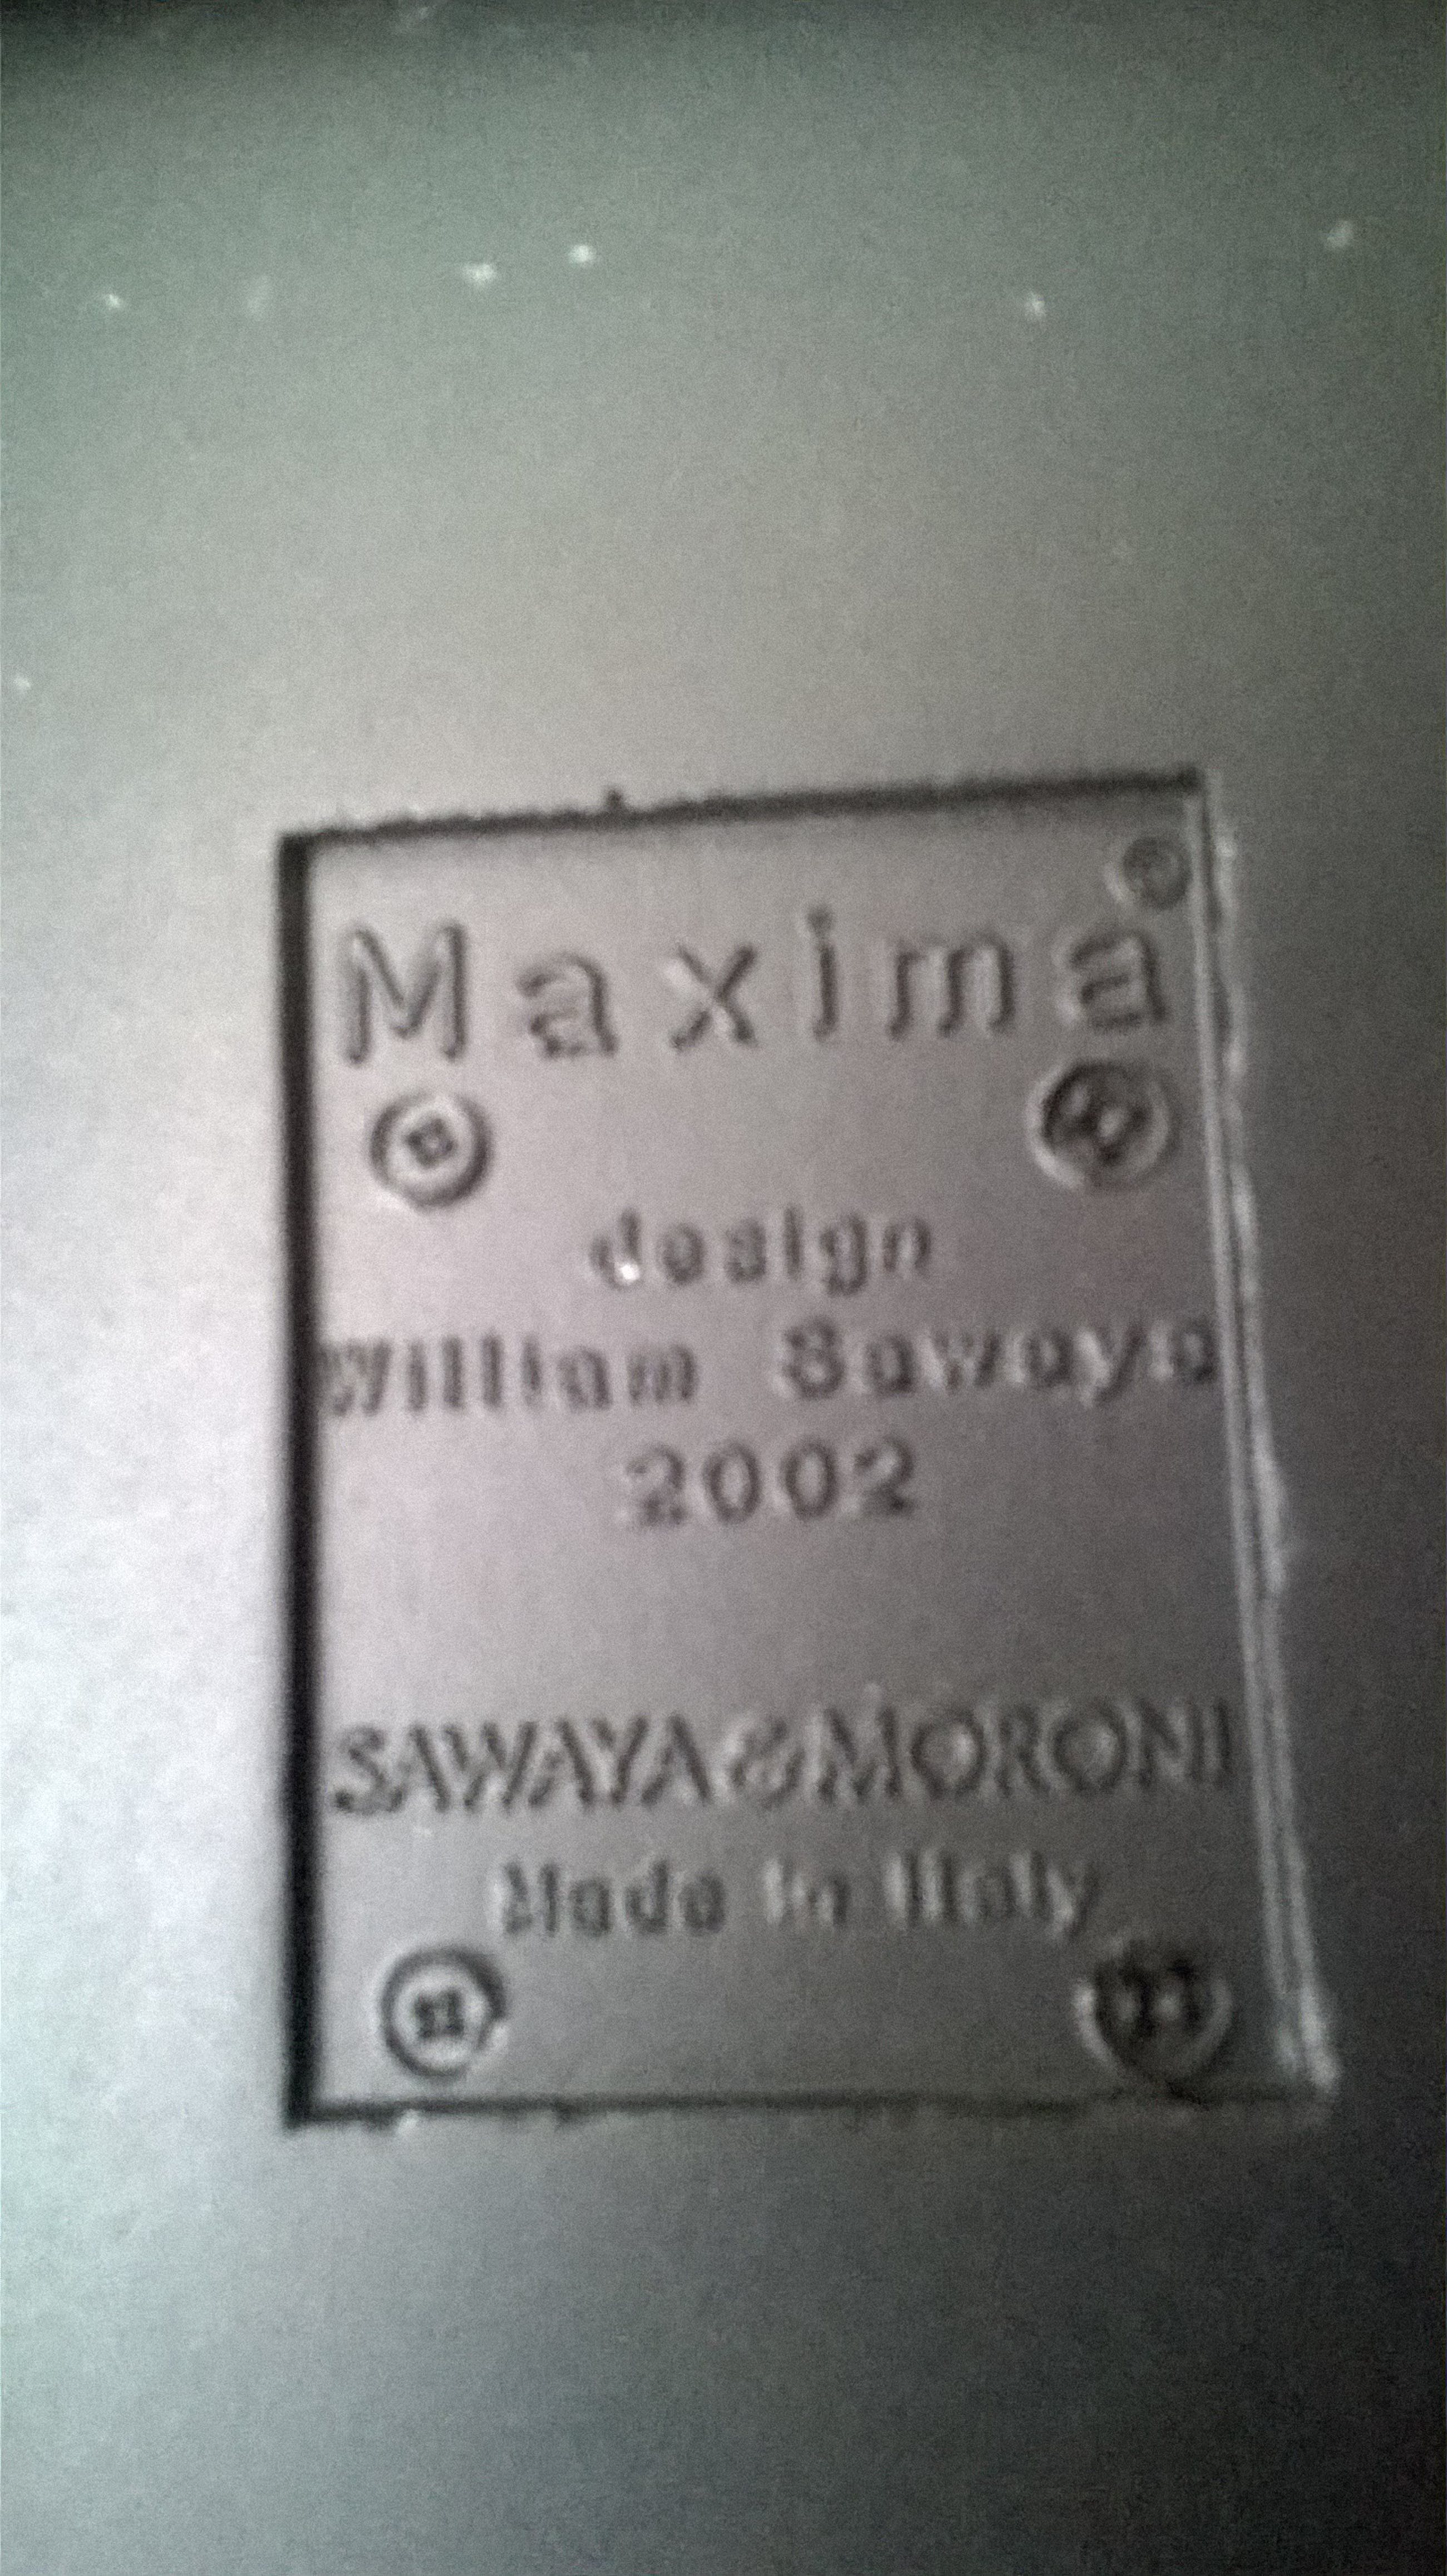 Maxima®
design
William Sawaya
2002
SAWAYA & MORONI
Made in Italy